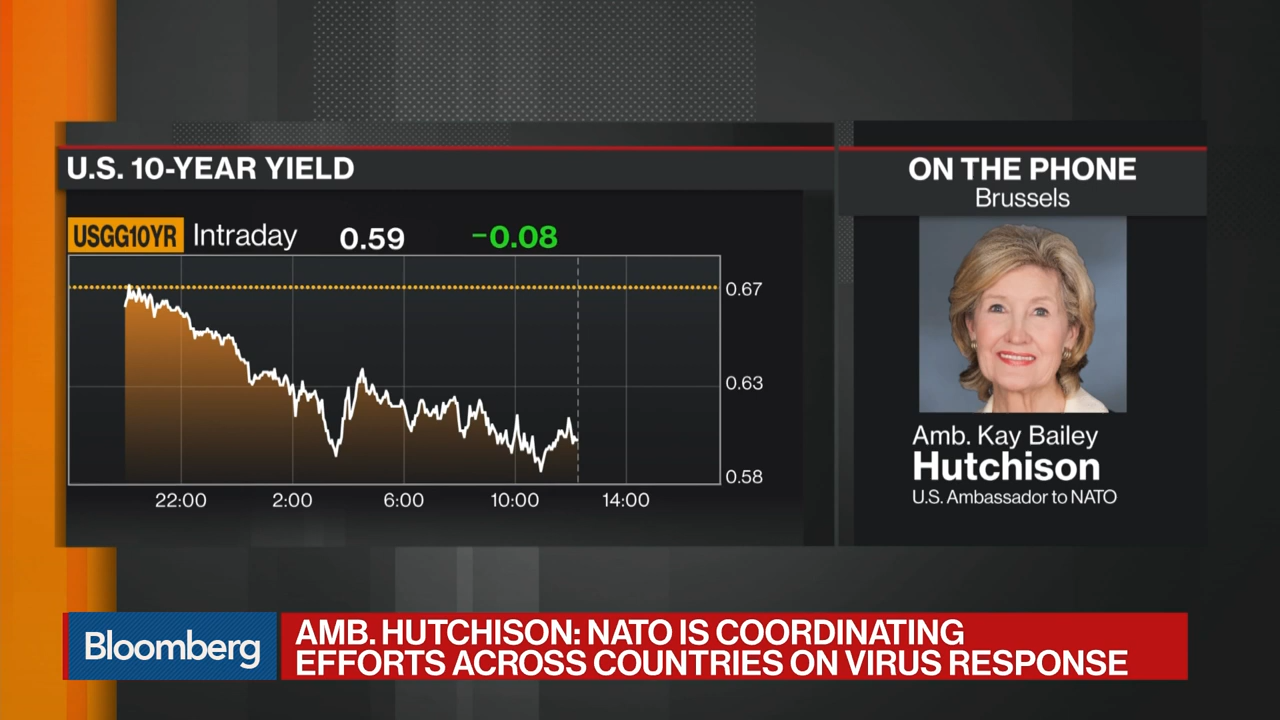 U.S. 10-YEAR YIELD
USGG10YR Intraday 0.59 -0.08
0.67
0.63
0.58
22:00 2:00 6:00 10:00 14:00
ON THE PHONE
Brussels
Amb. Kay Bailey
Hutchison
U.S. Ambassador to NATO
Bloomberg
AMB. HUTCHISON: NATO IS COORDINATING
EFFORTS ACROSS COUNTRIES ON VIRUS RESPONSE